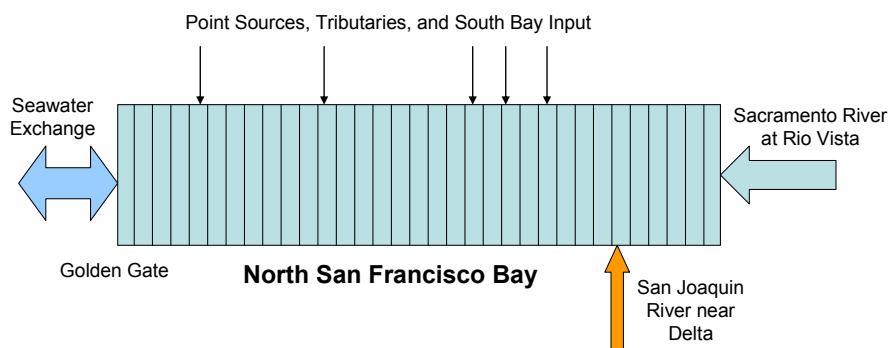 Point Sources, Tributaries, and South Bay Input
Seawater
Exchange
Sacramento River
at Rio Vista
Golden Gate
North San Francisco Bay
San Joaquin
River near
Delta